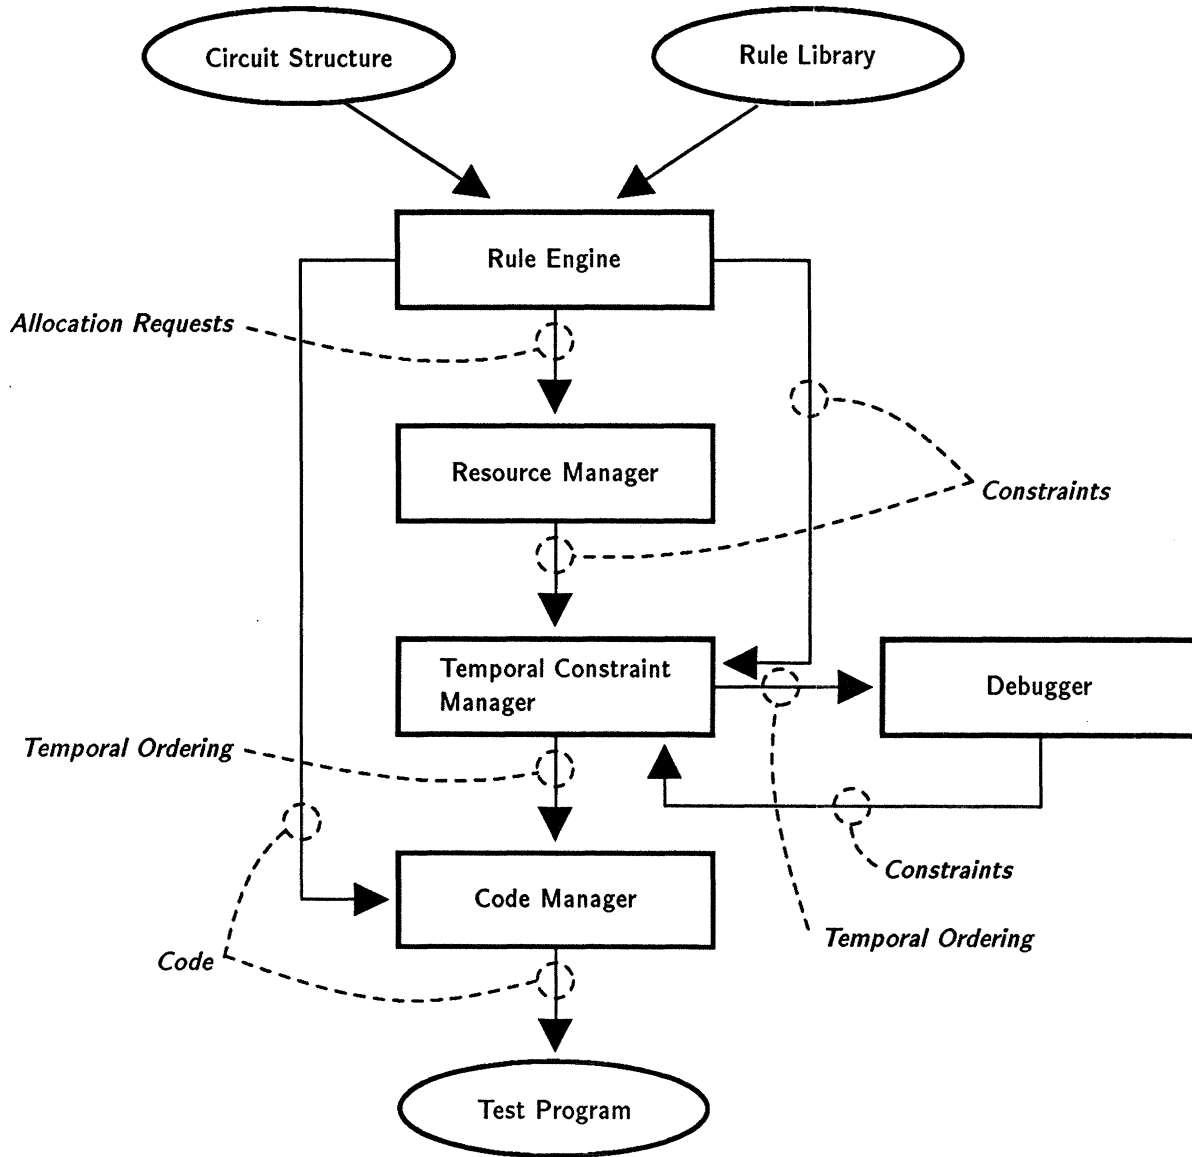 Circuit Structure
Rule Library
Rule Engine
Allocation Requests
Resource Manager
Constraints
Temporal Constraint
Manager
Debugger
Temporal Ordering
Constraints
Code Manager
Temporal Ordering
Code
Test Program